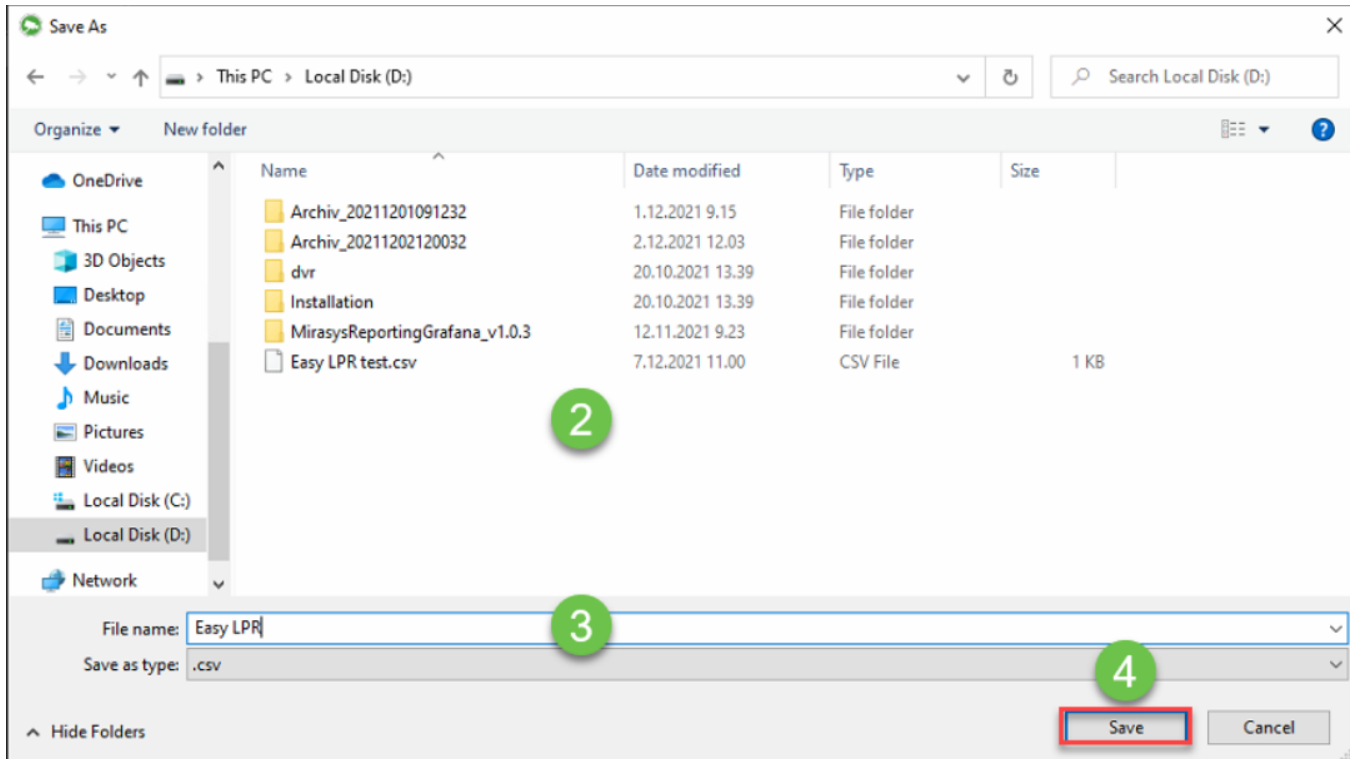 Save As
This PC > Local Disk (D:)
Search Local Disk (D:)
Organize
New folder
?
Name
Date modified
Type
Size
OneDrive
This PC
3D Objects
Desktop
Documents
Downloads
Music
Pictures
Videos
Local Disk (C:)
Local Disk (D:)
Network
Archiv_20211201091232 1.12.2021 9.15 File folder
Archiv_20211202120032 2.12.2021 12.03 File folder
dvr 20.10.2021 13.39 File folder
Installation 20.10.2021 13.39 File folder
MirasysReportingGrafana_v1.0.3 12.11.2021 9.23 File folder
Easy LPR test.csv 7.12.2021 11.00 CSV File 1 KB
2
File name: Easy LPR
3
Save as type: .csv
4
Hide Folders
Save
Cancel